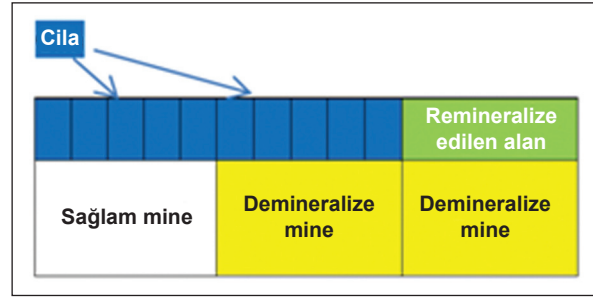 Cila
Remineralize
edilen alan
Sağlam mine
Demineralize
mine
Demineralize
mine